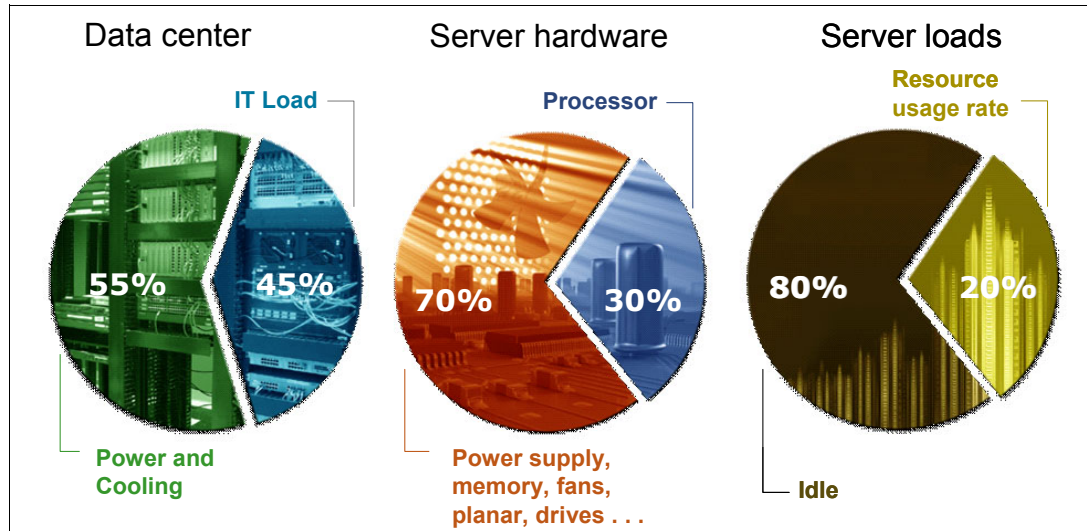 Data center
Server hardware
Server loads
IT Load
Processor
Resource
usage rate
55%
45%
70%
30%
80%
20%
Power and
Cooling
Power supply,
memory, fans,
planar, drives . . .
Idle